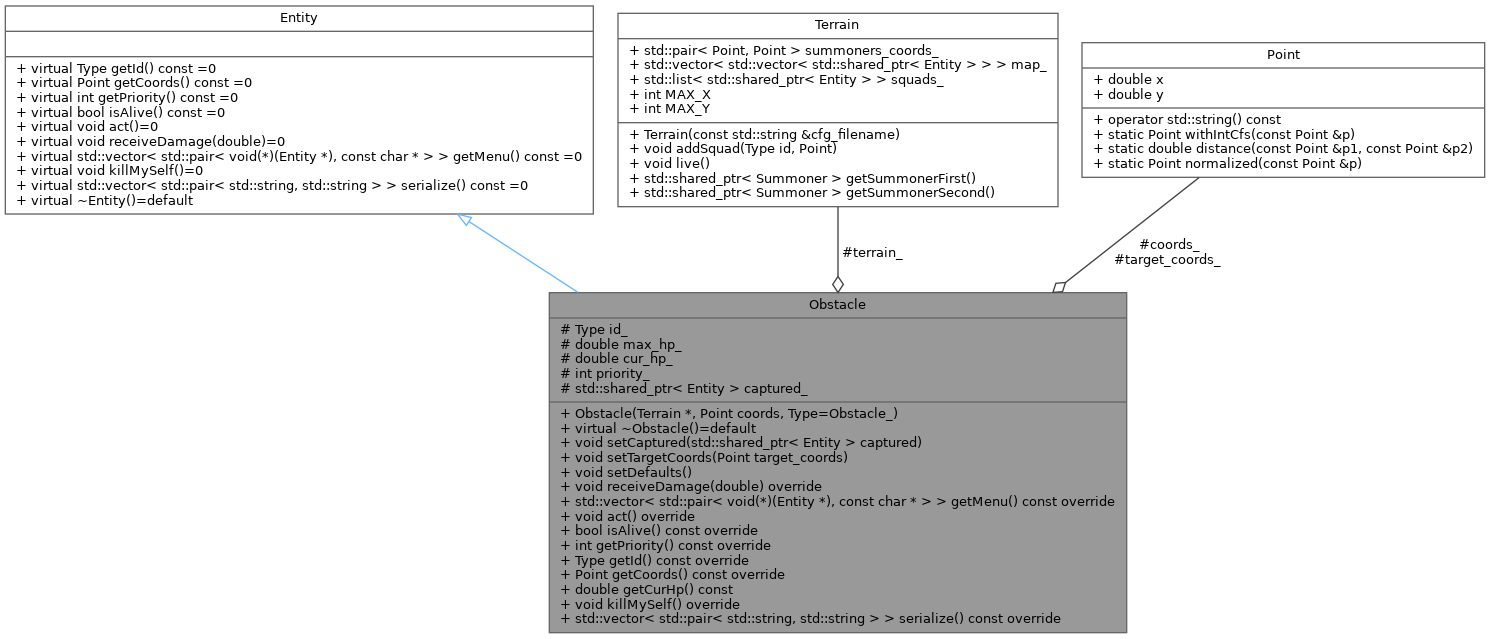 Entity
+ virtual Type getId() const =0
+ virtual Point getCoords() const =0
+ virtual int getPriority() const =0
+ virtual bool isAlive() const =0
+ virtual void act()=0
+ virtual void receiveDamage(double)=0
+ virtual std::vector< std::pair< void(*)(Entity *), const char * > > getMenu() const =0
+ virtual void killMySelf()=0
+ virtual std::vector< std::pair< std::string, std::string > > serialize() const =0
+ virtual ~Entity()=default
Terrain
+ std::pair< Point, Point > summoners_coords_
+ std::vector< std::vector< std::shared_ptr< Entity > > > map_
+ std::list< std::shared_ptr< Entity > > squads_
+ int MAX_X
+ int MAX_Y
+ Terrain(const std::string &cfg_filename)
+ void addSquad(Type id, Point)
+ void live()
+ std::shared_ptr< Summoner > getSummonerFirst()
+ std::shared_ptr< Summoner > getSummonerSecond()
Point
+ double x
+ double y
+ operator std::string() const
+ static Point withIntCfs(const Point &p)
+ static double distance(const Point &p1, const Point &p2)
+ static Point normalized(const Point &p)
#terrain_
#coords_
#target_coords_
Obstacle
# Type id_
# double max_hp_
# double cur_hp_
# int priority_
# std::shared_ptr< Entity > captured_
+ Obstacle(Terrain *, Point coords, Type=Obstacle_)
+ virtual ~Obstacle()=default
+ void setCaptured(std::shared_ptr< Entity > captured)
+ void setTargetCoords(Point target_coords)
+ void setDefaults()
+ void receiveDamage(double) override
+ std::vector< std::pair< void(*)(Entity *), const char * > > getMenu() const override
+ void act() override
+ bool isAlive() const override
+ int getPriority() const override
+ Type getId() const override
+ Point getCoords() const override
+ double getCurHp() const
+ void killMySelf() override
+ std::vector< std::pair< std::string, std::string > > serialize() const override